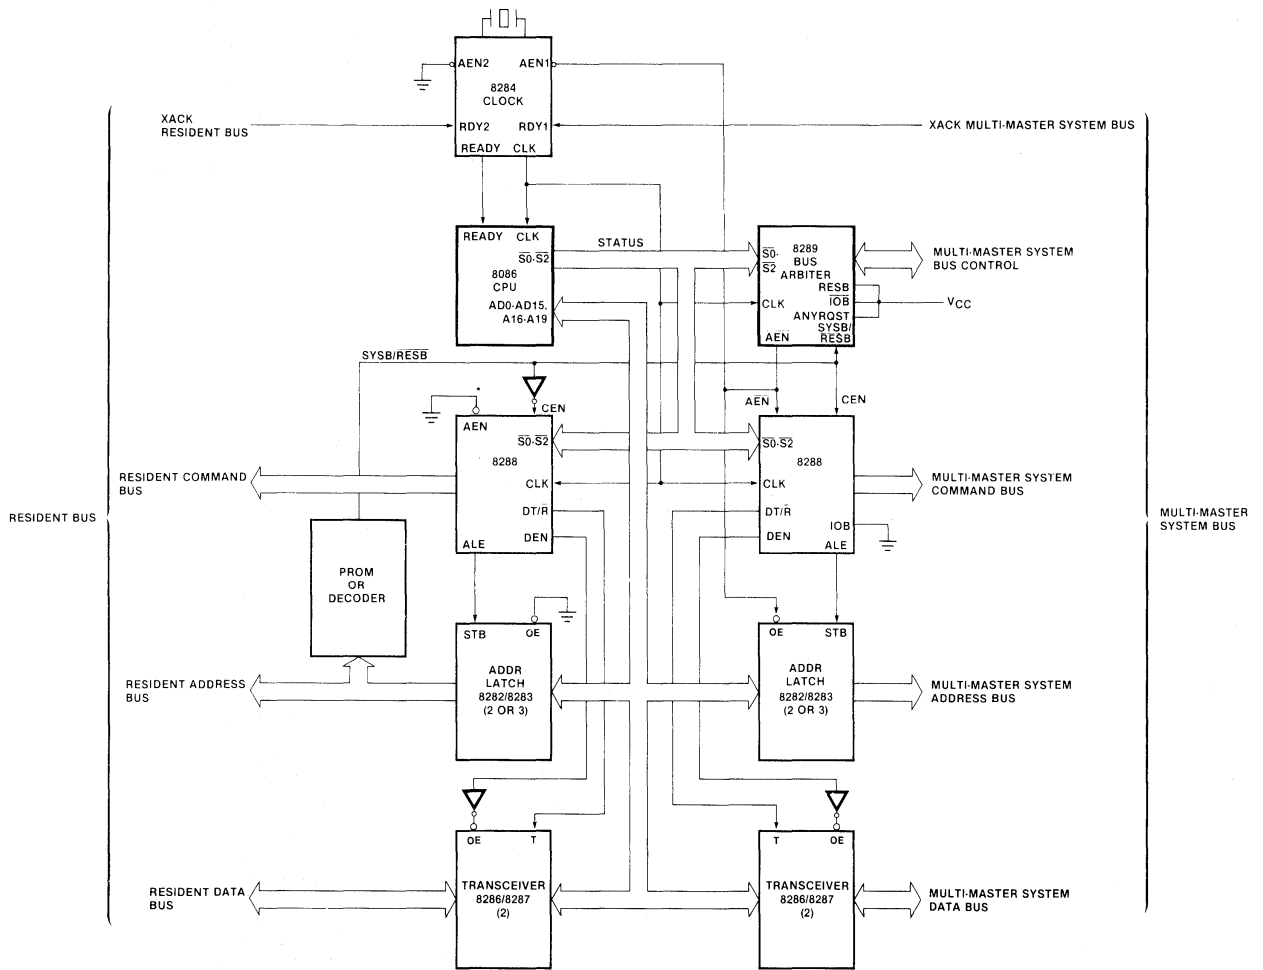 AEN2
AEN1
8284
CLOCK
RDY2
RDY1
READY
CLK
XACK
RESIDENT BUS
XACK MULTI-MASTER SYSTEM BUS
READY
CLK
S0-S2
8086
CPU
AD0-AD15,
A16-A19
STATUS
8289
BUS
ARBITER
S0-
S2
RESB
IOB
CLK
ANYRQST
SYSB/
RESB
AEN
VCC
MULTI-MASTER SYSTEM
BUS CONTROL
SYSB/RESB
*
CEN
AEN
CEN
AEN
S0-S2
8288
CLK
DT/R
DEN
ALE
S0-S2
8288
CLK
DT/R
IOB
DEN
ALE
RESIDENT COMMAND
BUS
MULTI-MASTER SYSTEM
COMMAND BUS
RESIDENT BUS
MULTI-MASTER
SYSTEM BUS
PROM
OR
DECODER
STB
OE
ADDR
LATCH
8282/8283
(2 OR 3)
OE
STB
ADDR
LATCH
8282/8283
(2 OR 3)
RESIDENT ADDRESS
BUS
MULTI-MASTER SYSTEM
ADDRESS BUS
OE
T
TRANSCEIVER
8286/8287
(2)
T
OE
TRANSCEIVER
8286/8287
(2)
RESIDENT DATA
BUS
MULTI-MASTER SYSTEM
DATA BUS